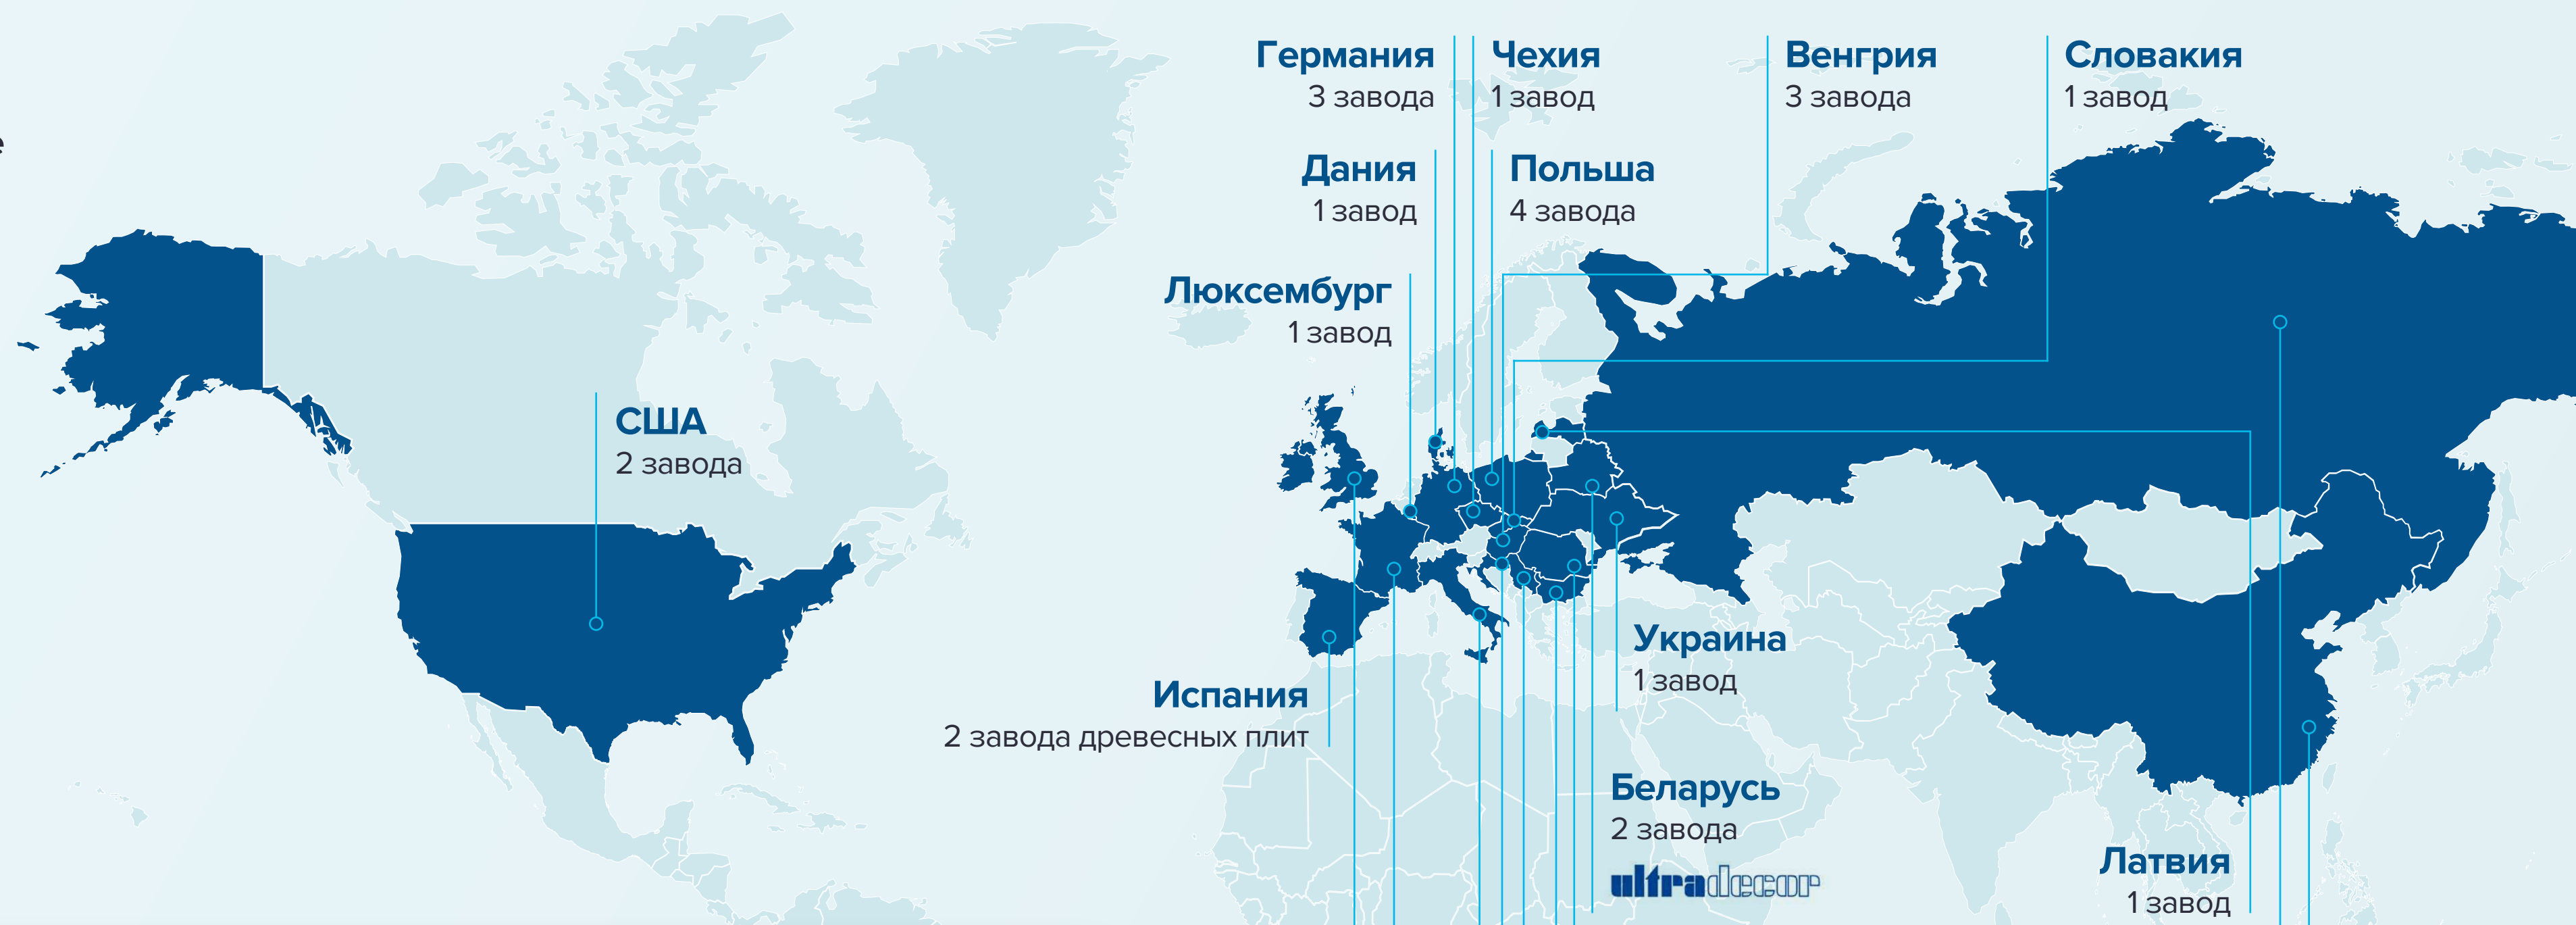 е
Германия
3 завода
Чехия
1 завод
Венгрия
3 завода
Словакия
1 завод
Дания
1 завод
Польша
4 завода
Люксембург
1 завод
США
2 завода
Украина
1 завод
Испания
2 завода древесных плит
Беларусь
2 завода
ultradecor
Латвия
1 завод